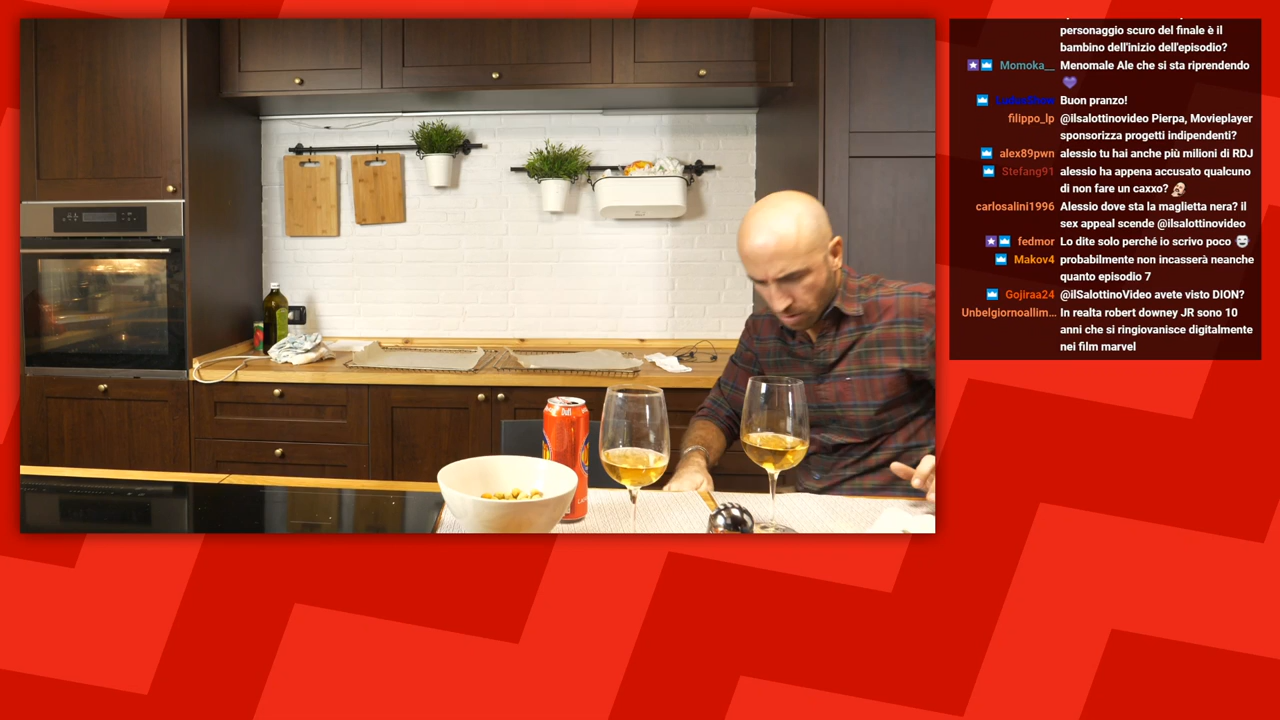 personaggio scuro del finale è il
bambino dell'inizio dell'episodio?
Momoka__ Menomale Ale che si sta riprendendo
Buon pranzo!
filippo_lp @ilsalottinovideo Pierpa, Movieplayer
sponsorizza progetti indipendenti?
alex89pwn alessio tu hai anche più milioni di RDJ
Stefang91 alessio ha appena accusato qualcuno
di non fare un caxxo?
carlosalini1996 Alessio dove sta la maglietta nera? il
sex appeal scende @ilsalottinovideo
fedmor Lo dite solo perché io scrivo poco
Makov4 probabilmente non incasserà neanche
quanto episodio 7
Gojiraa24 @ilSalottinoVideo avete visto DION?
Unbelgiornoallim... In realta robert downey JR sono 10
anni che si ringiovanisce digitalmente
nei film marvel
Duff